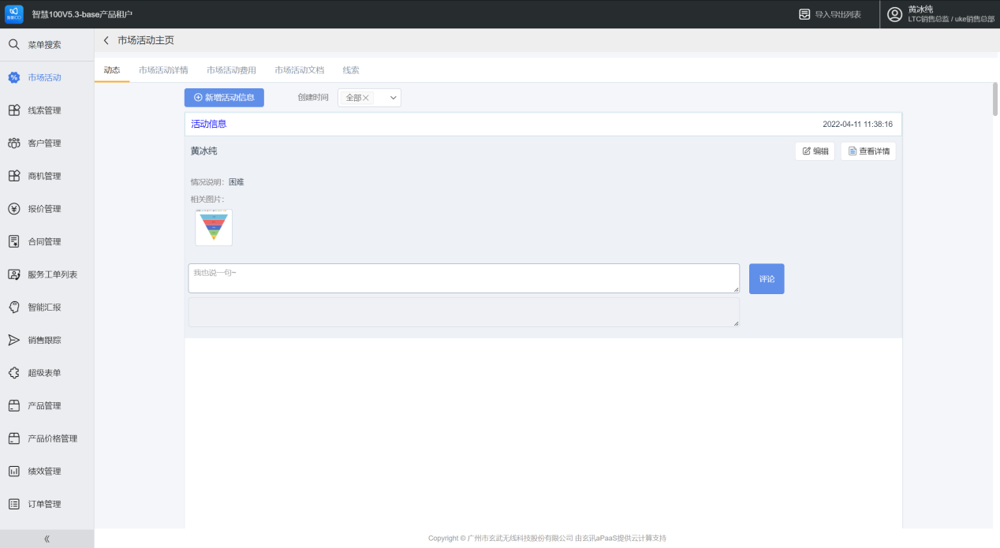 智慧100V5.3-base产品租户
导入导出列表
黄冰纯
LTC销售总监 / uke销售总部
菜单搜索
市场活动主页
市场活动
线索管理
客户管理
商机管理
报价管理
合同管理
服务工单列表
智能汇报
销售跟踪
超级表单
产品管理
产品价格管理
绩效管理
订单管理
动态
市场活动详情
市场活动费用
市场活动文档
线索
新增活动信息
创建时间
全部
活动信息
2022-04-11 11:38:16
黄冰纯
编辑
查看详情
情况说明: 困难
相关图片:
我也说一句~
评论
Copyright © 广州市玄武无线科技股份有限公司 由玄讯aPaaS提供云计算支持